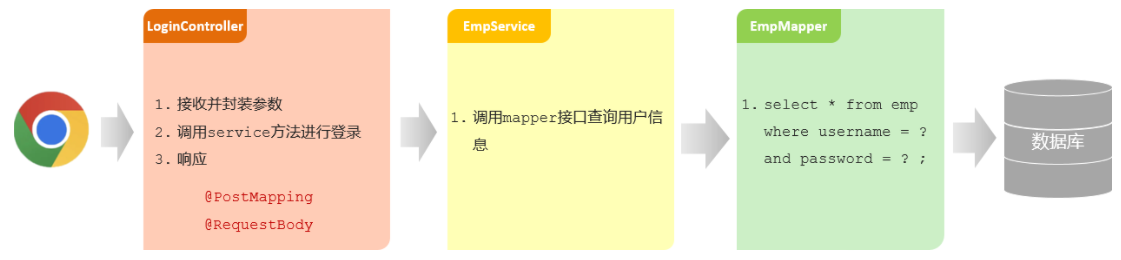 LoginController
1. 接收并封装参数
2. 调用service方法进行登录
3. 响应
@PostMapping
@RequestBody
EmpService
1. 调用mapper接口查询用户信
息
EmpMapper
1. select * from emp
where username = ?
and password = ? ;
数据库